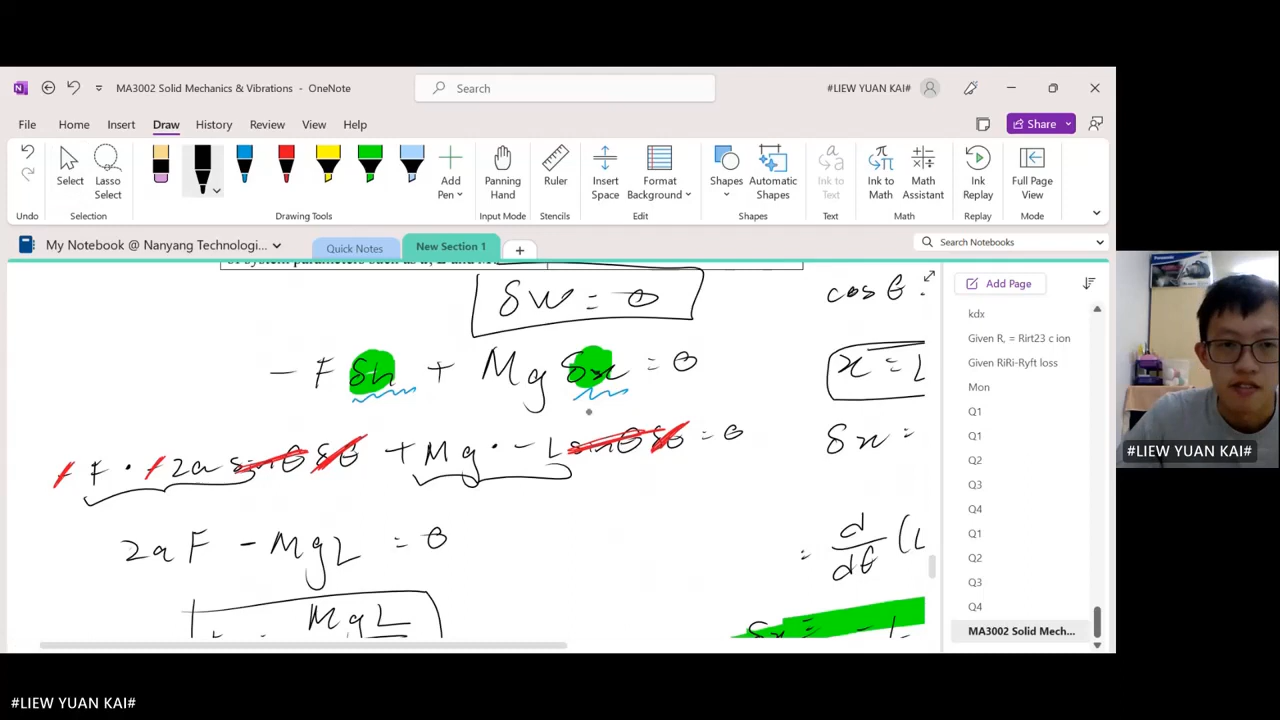 MA3002 Solid Mechanics & Vibrations - OneNote
Search
#LIEW YUAN KAI#
File Home Insert Draw History Review View Help
Share
Undo
Select
Lasso Select
Add Pen
Panning Hand
Ruler
Insert Space
Format Background
Shapes
Automatic Shapes
Ink to Text
Ink to Math
Math Assistant
Ink Replay
Full Page View
Undo
Selection
Drawing Tools
Input Mode
Stencils
Edit
Shapes
Text
Math
Replay
Mode
My Notebook @ Nanyang Technologi...
Quick Notes
New Section 1
Search Notebooks
δW = 0
- F δh + Mg δx = 0
- F · - 2a sinθ δθ + Mg · - L sinθ δθ = 0
2aF - MgL = 0
MgL
cos θ
x = L
δx =
= d/dθ (L
δx = - L
Add Page
kdx
Given R, = Rirt23 c ion
Given RiRi-Ryft loss
Mon
Q1
Q1
Q2
Q3
Q4
Q1
Q2
Q3
Q4
MA3002 Solid Mech...
#LIEW YUAN KAI#
#LIEW YUAN KAI#